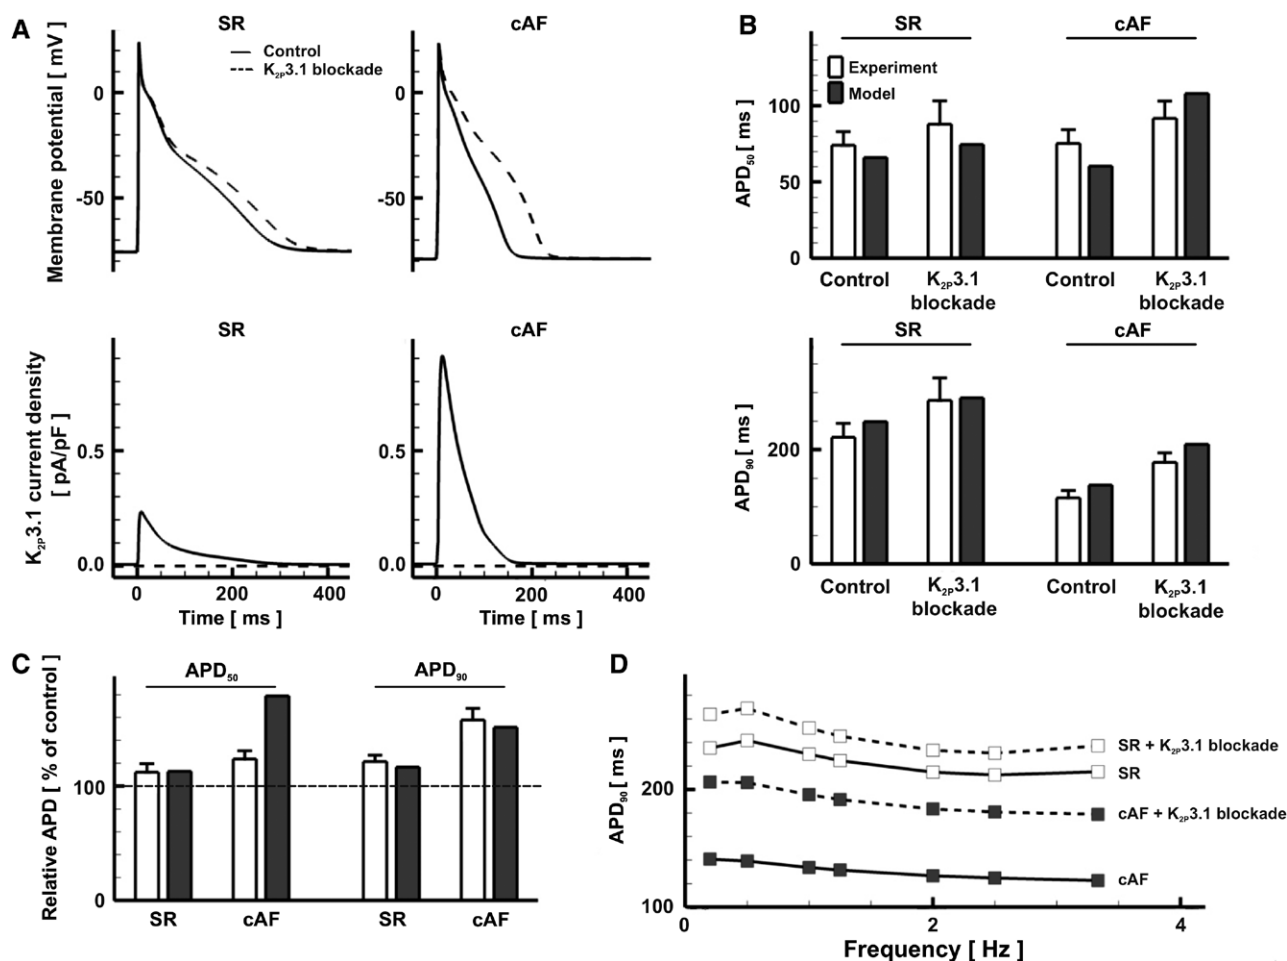 A
SR
cAF
Membrane potential [ mV ]
0
-50
Control
K2P3.1 blockade
0
-50
SR
cAF
K2P3.1 current density
[ pA/pF ]
0.5
0.0
0
200
400
Time [ ms ]
0.5
0.0
0
200
400
Time [ ms ]
B
SR
cAF
APD50 [ ms ]
100
50
0
Experiment
Model
Control
K2P3.1
blockade
Control
K2P3.1
blockade
SR
cAF
APD90 [ ms ]
200
0
Control
K2P3.1
blockade
Control
K2P3.1
blockade
C
Relative APD [ % of control ]
APD50
APD90
100
0
SR
cAF
SR
cAF
D
APD90 [ ms ]
200
100
SR + K2P3.1 blockade
SR
cAF + K2P3.1 blockade
cAF
0
2
4
Frequency [ Hz ]